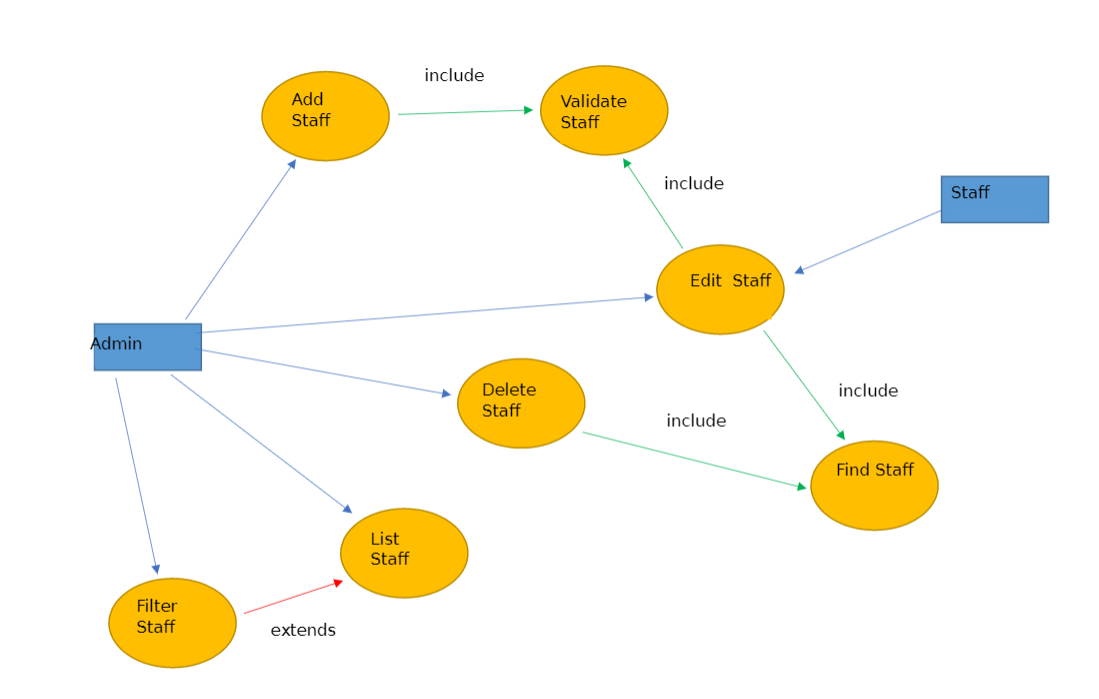 include
Add
Staff
Validate
Staff
include
Staff
Edit  Staff
Admin
Delete
Staff
include
include
Find Staff
List
Staff
Filter
Staff
extends